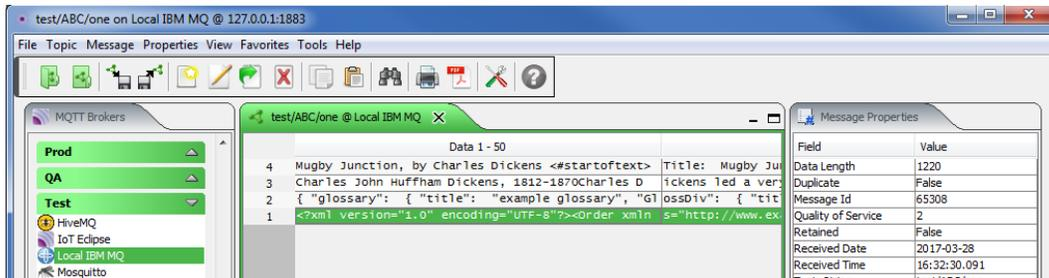 test/ABC/one on Local IBM MQ @ 127.0.0.1:1883
File Topic Message Properties View Favorites Tools Help
PDF
MQTT Brokers
Prod
QA
Test
HiveMQ
IoT Eclipse
Local IBM MQ
Mosquitto
test/ABC/one @ Local IBM MQ
Data 1 - 50
4 Mugby Junction, by Charles Dickens <#startoftext> Title: Mugby Jun
3 Charles John Huffham Dickens, 1812-1870Charles D ickens led a very
2 { "glossary": { "title": "example glossary", "Gl ossDiv": { "tit
1 <?xml version="1.0" encoding="UTF-8"?><Order xmln s="http://www.ex
Message Properties
Field Value
Data Length 1220
Duplicate False
Message Id 65308
Quality of Service 2
Retained False
Received Date 2017-03-28
Received Time 16:32:30.091